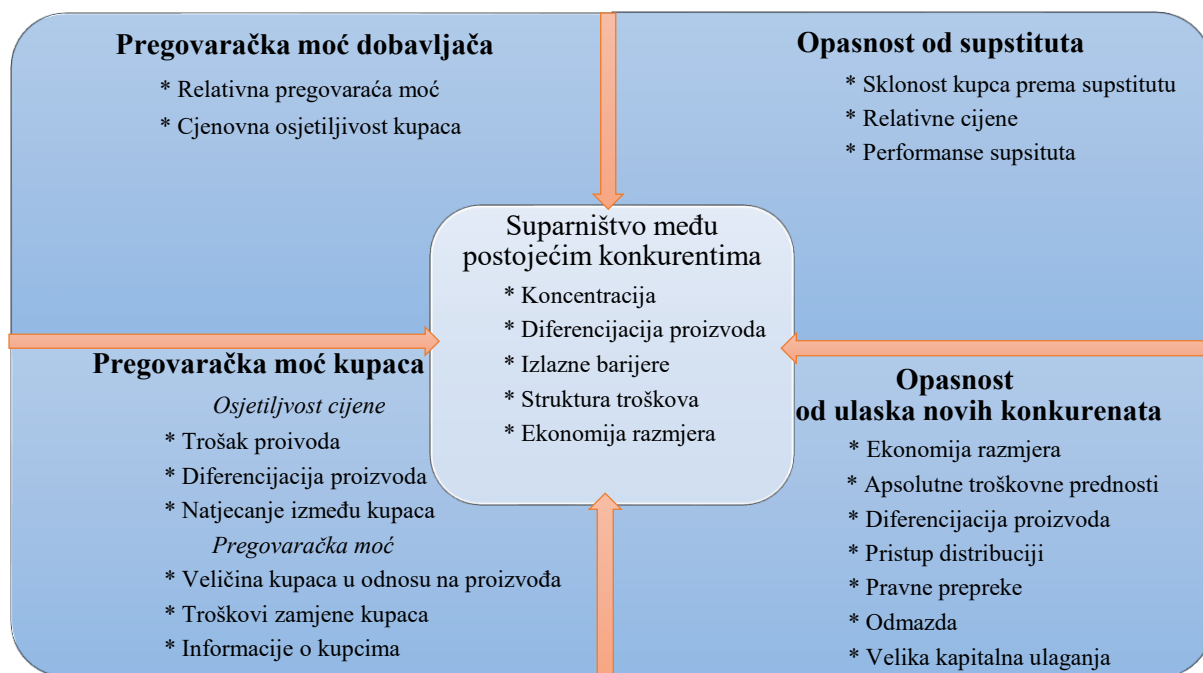 Pregovaračka moć dobavljača
* Relativna pregovaraća moć
* Cjenovna osjetiljivost kupaca
Opasnost od supstituta
* Sklonost kupca prema supstitutu
* Relativne cijene
* Performanse supsituta
Suparništvo među
postojećim konkurentima
* Koncentracija
* Diferencijacija proizvoda
* Izlazne barijere
* Struktura troškova
* Ekonomija razmjera
Pregovaračka moć kupaca
Osjetiljvost cijene
* Trošak proivoda
* Diferencijacija proizvoda
* Natjecanje između kupaca
Pregovaračka moć
* Veličina kupaca u odnosu na proizvođa
* Troškovi zamjene kupaca
* Informacije o kupcima
Opasnost
od ulaska novih konkurenata
* Ekonomija razmjera
* Apsolutne troškovne prednosti
* Diferencijacija proizvoda
* Pristup distribuciji
* Pravne prepreke
* Odmazda
* Velika kapitalna ulaganja